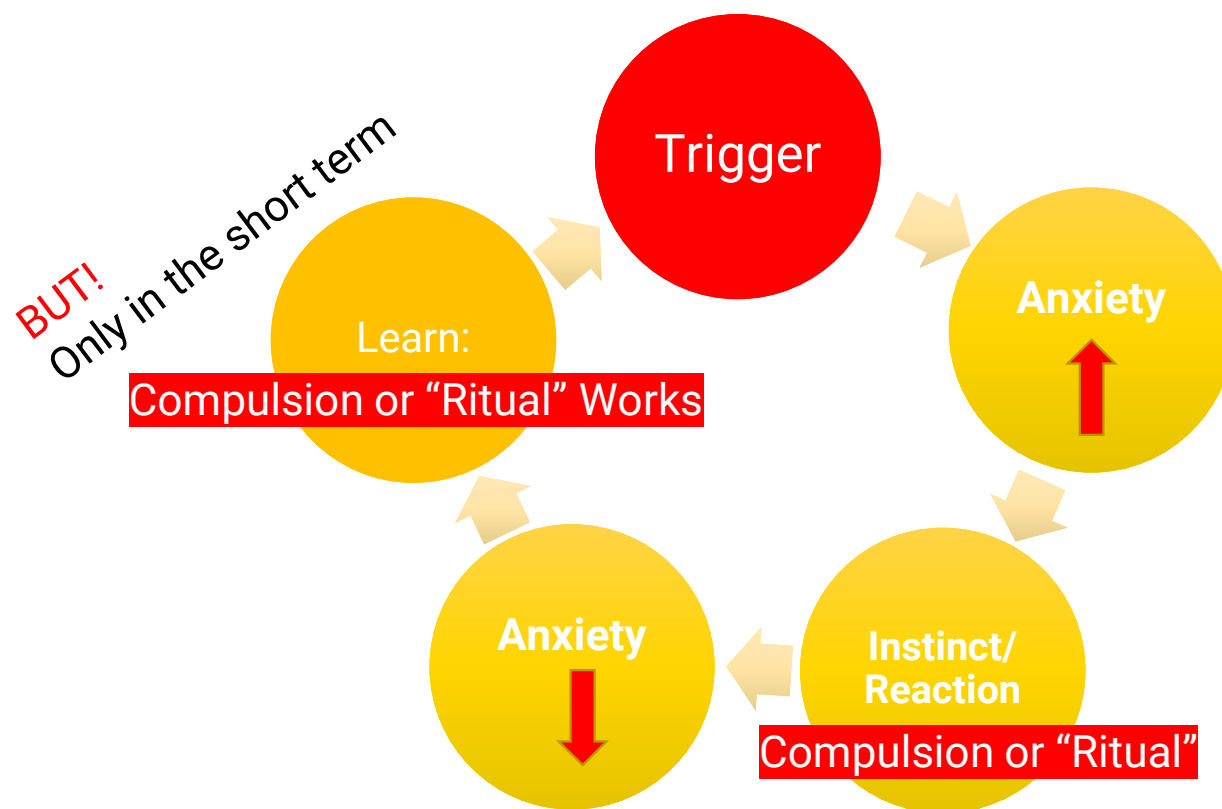 Trigger
Anxiety
Instinct/
Reaction
Compulsion or “Ritual”
Anxiety
Learn:
Compulsion or “Ritual” Works
BUT!
Only in the short term